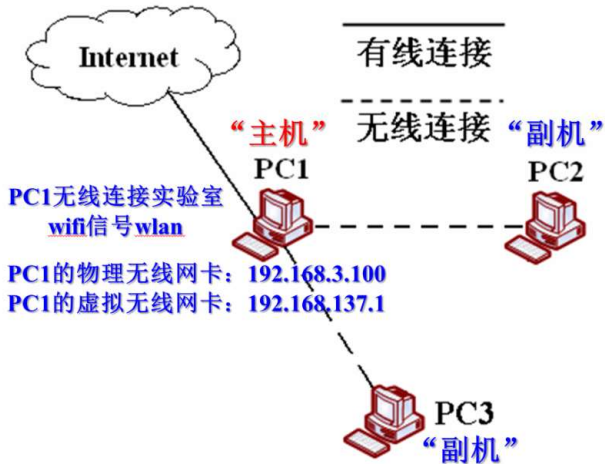 Internet
有线连接
无线连接
“主机”
PC1
“副机”
PC2
PC1无线连接实验室
wifi信号wlan
PC1的物理无线网卡：192.168.3.100
PC1的虚拟无线网卡：192.168.137.1
PC3
“副机”